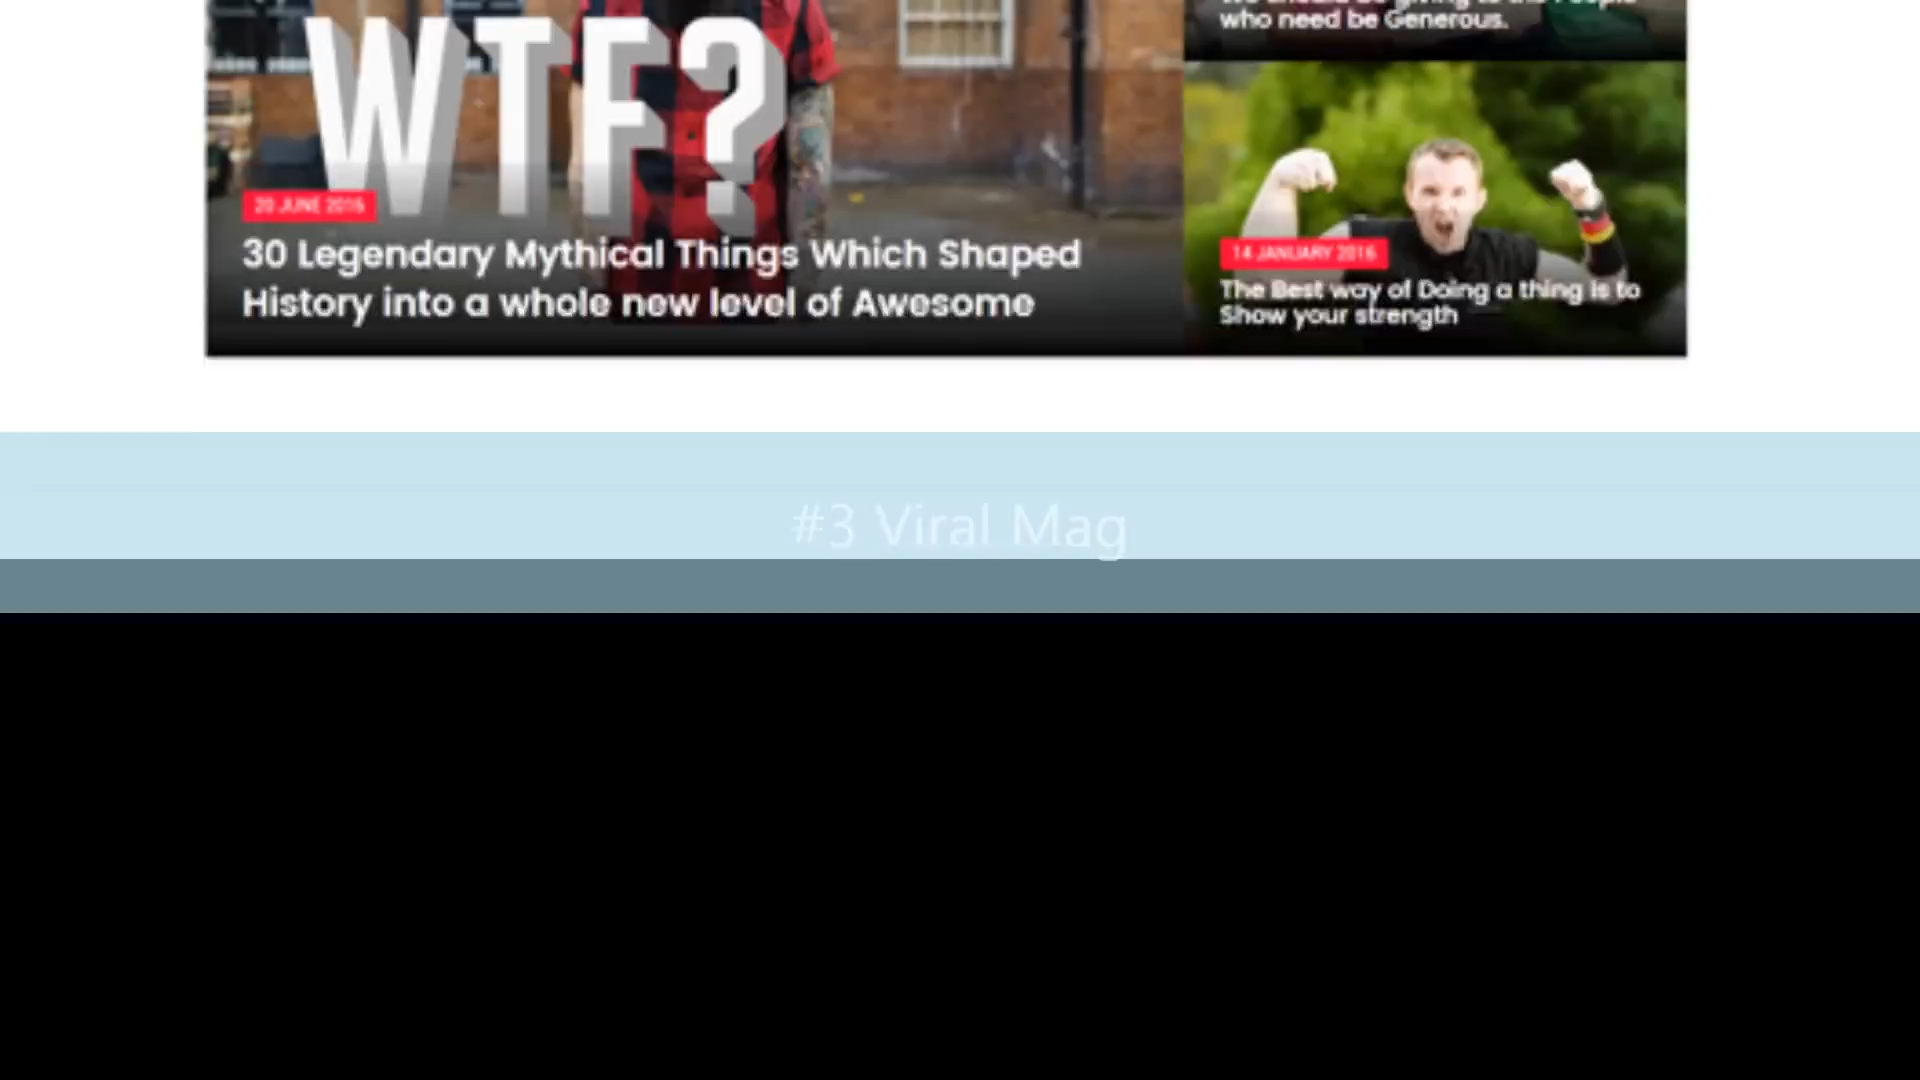 who need be Generous.
WTF?
20 JUNE 2016
30 Legendary Mythical Things Which Shaped
History into a whole new level of Awesome
14 JANUARY 2016
The Best way of Doing a thing is to
Show your strength
#3 Viral Mag